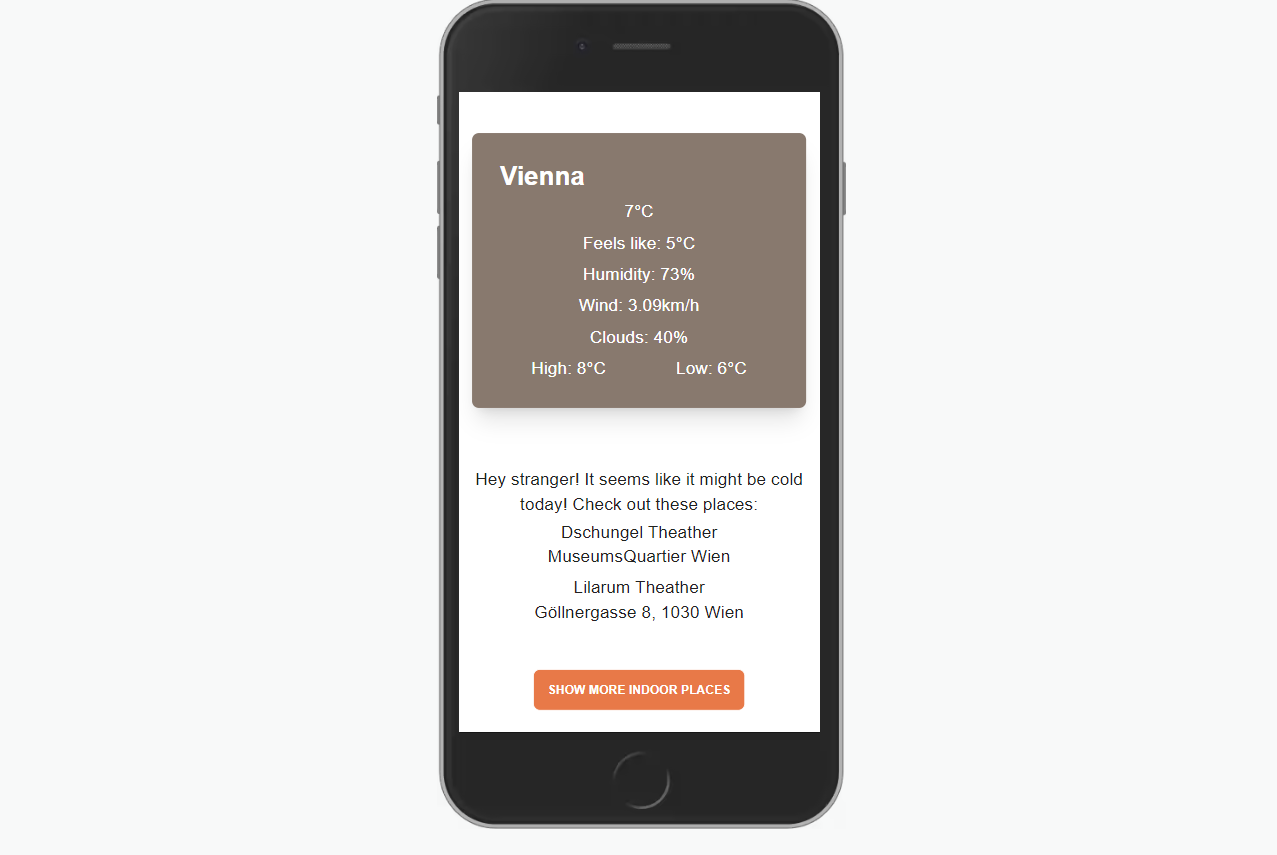 Vienna
7°C
Feels like: 5°C
Humidity: 73%
Wind: 3.09km/h
Clouds: 40%
High: 8°C Low: 6°C
Hey stranger! It seems like it might be cold
today! Check out these places:
Dschungel Theather
MuseumsQuartier Wien
Lilarum Theather
Göllnergasse 8, 1030 Wien
SHOW MORE INDOOR PLACES